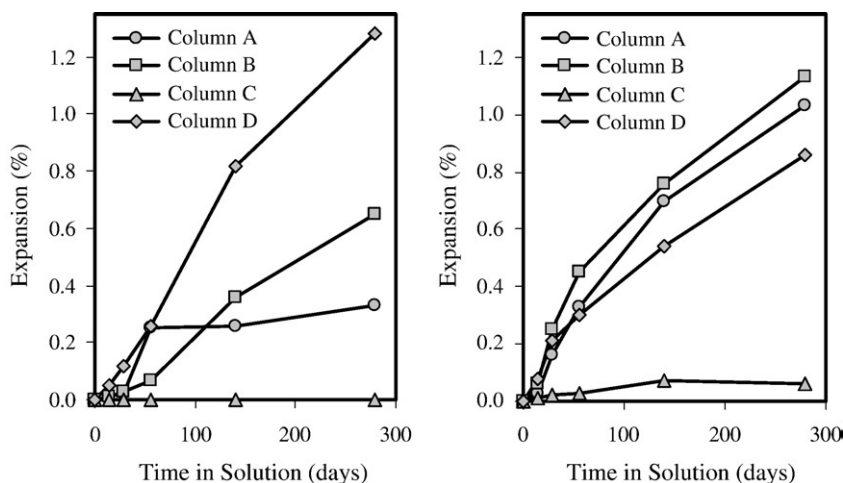 Column A
Column B
Column C
Column D
1.2
1.0
0.8
0.6
0.4
0.2
0.0
Expansion (%)
0 100 200 300
Time in Solution (days)
Column A
Column B
Column C
Column D
1.2
1.0
0.8
0.6
0.4
0.2
0.0
Expansion (%)
0 100 200 300
Time in Solution (days)